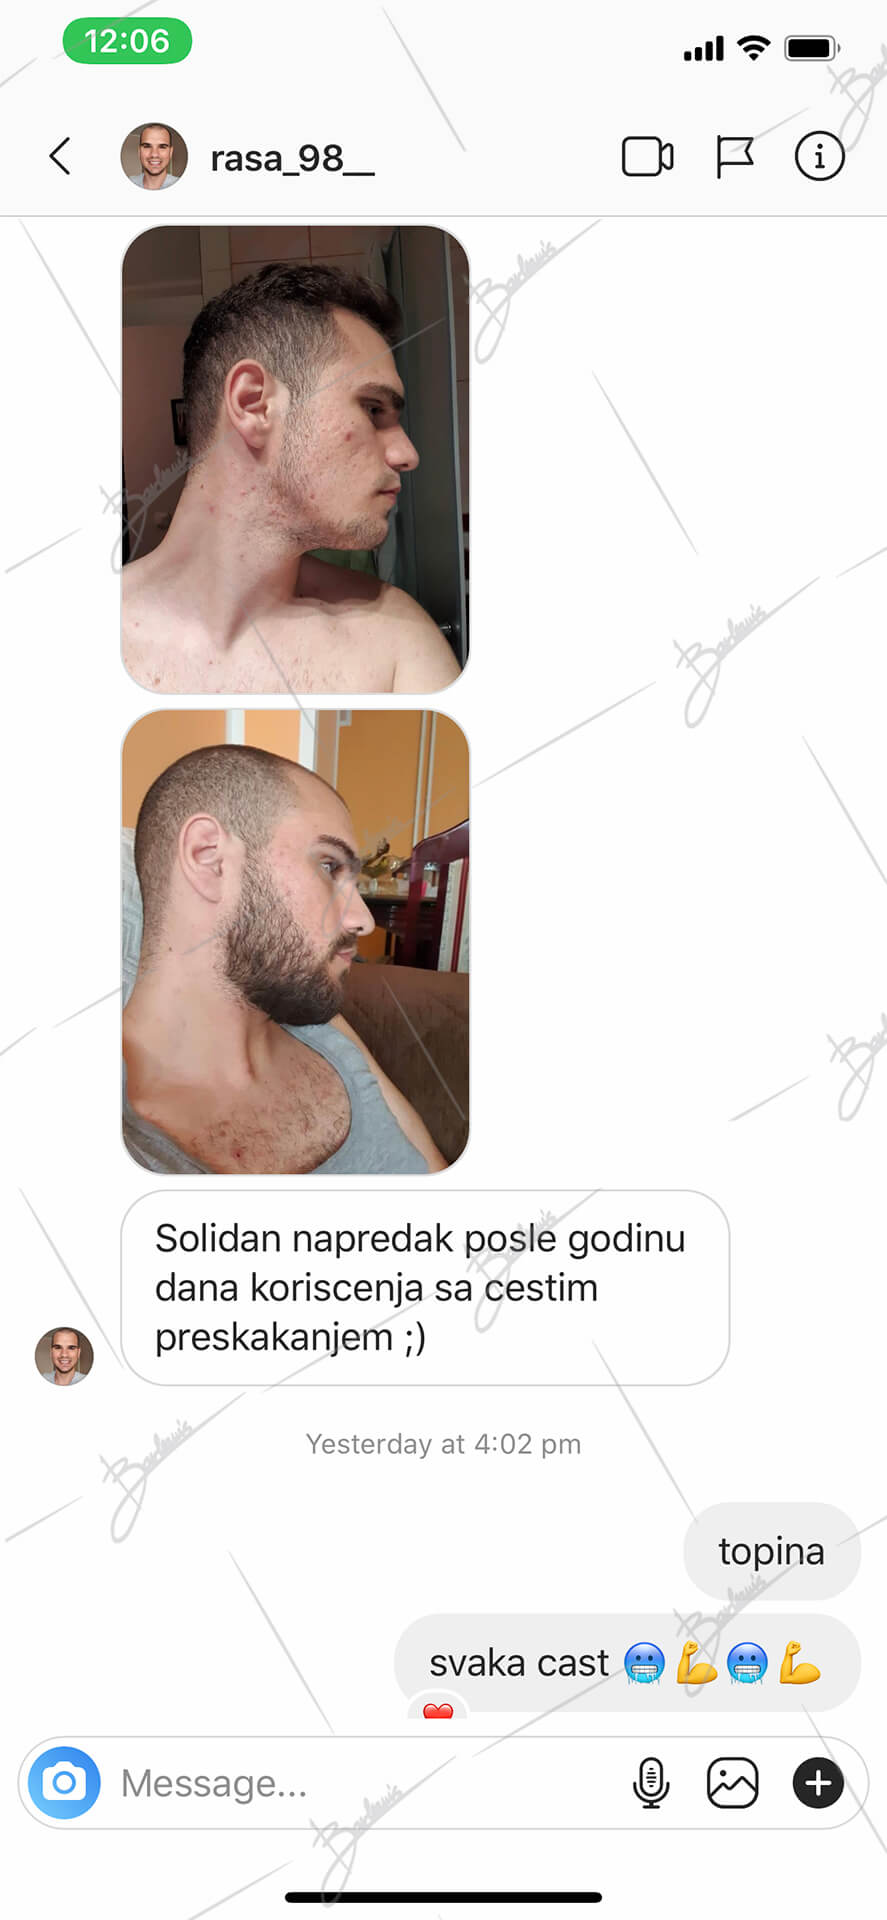 12:06
rasa_98__
Solidan napredak posle godinu
dana koriscenja sa cestim
preskakanjem ;)
Yesterday at 4:02 pm
topina
svaka cast 🥶💪🥶💪
Message...